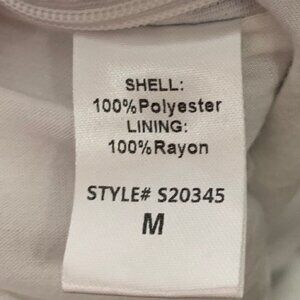 SHELL:
100%Polyester
LINING:
100%Rayon
STYLE# S20345
M